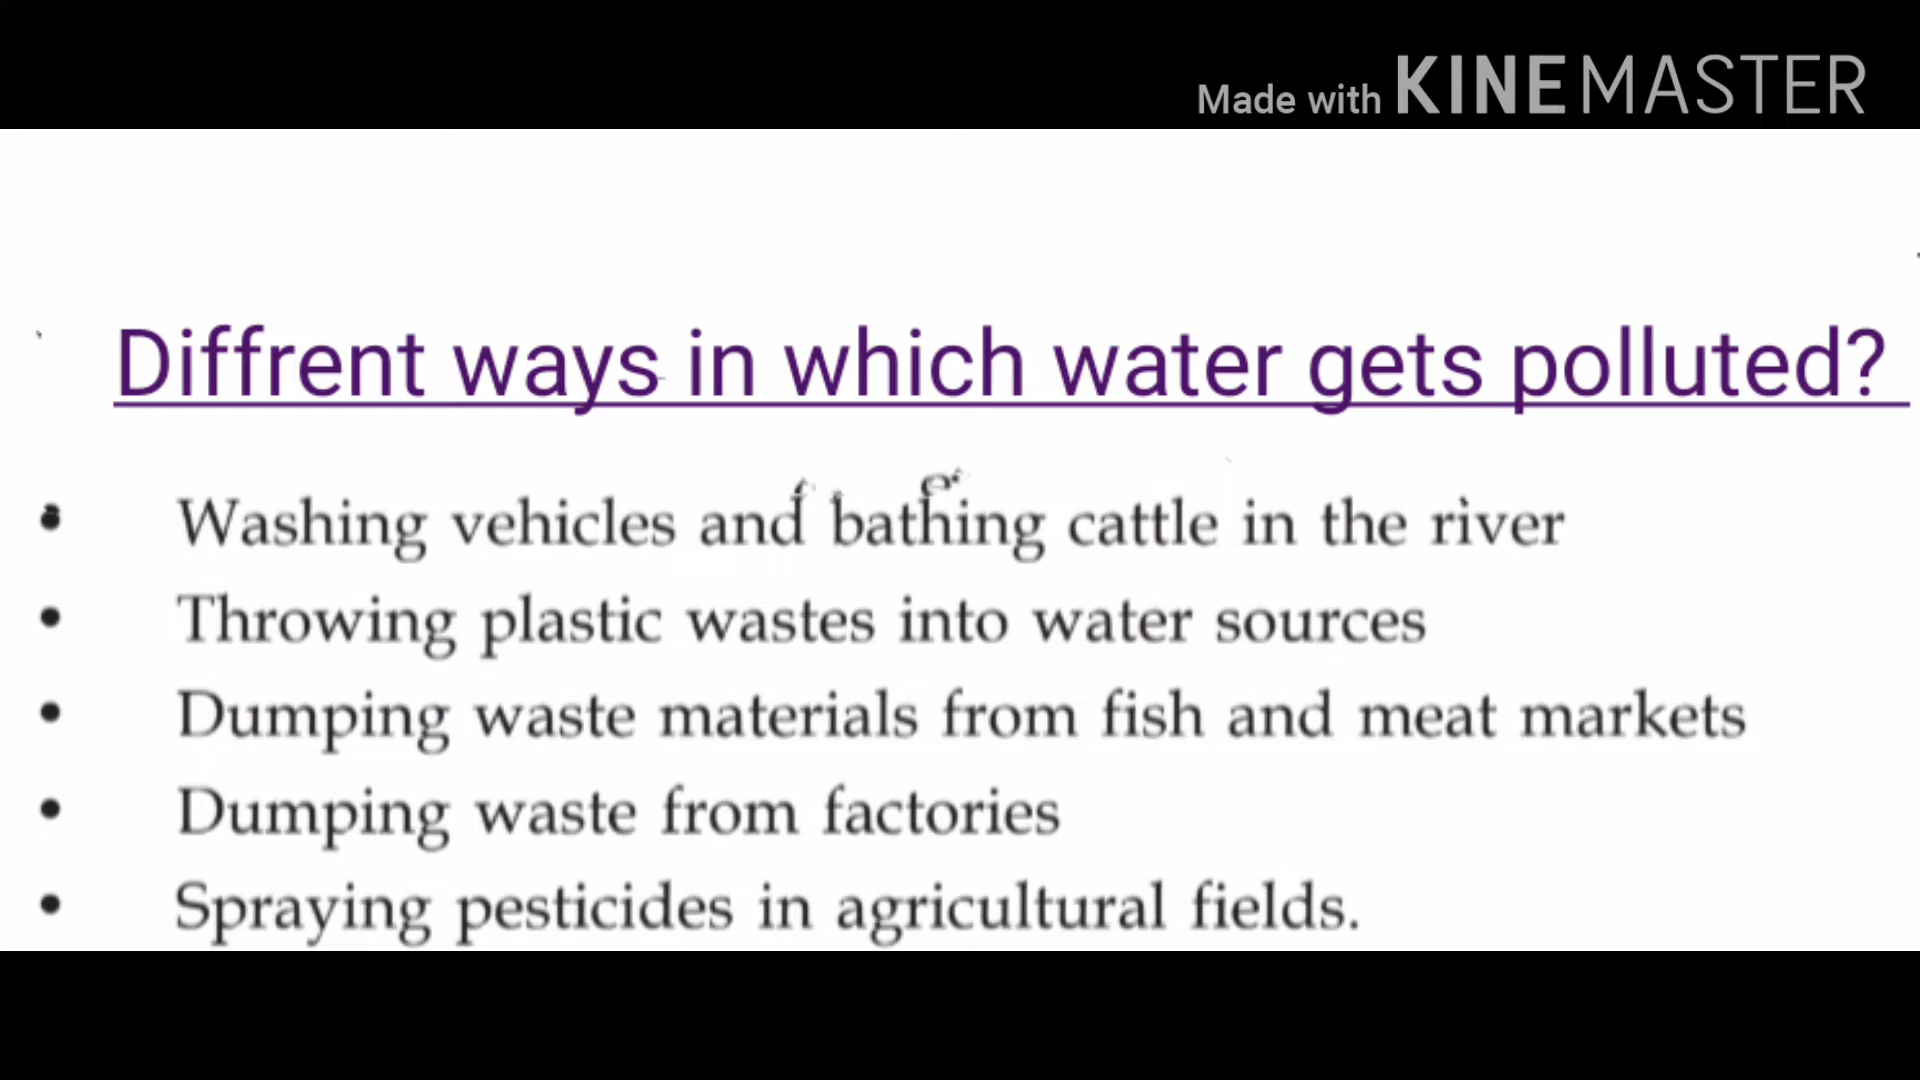 Made with KINEMASTER
Diffrent ways in which water gets polluted?
• Washing vehicles and bathing cattle in the river
• Throwing plastic wastes into water sources
• Dumping waste materials from fish and meat markets
• Dumping waste from factories
• Spraying pesticides in agricultural fields.